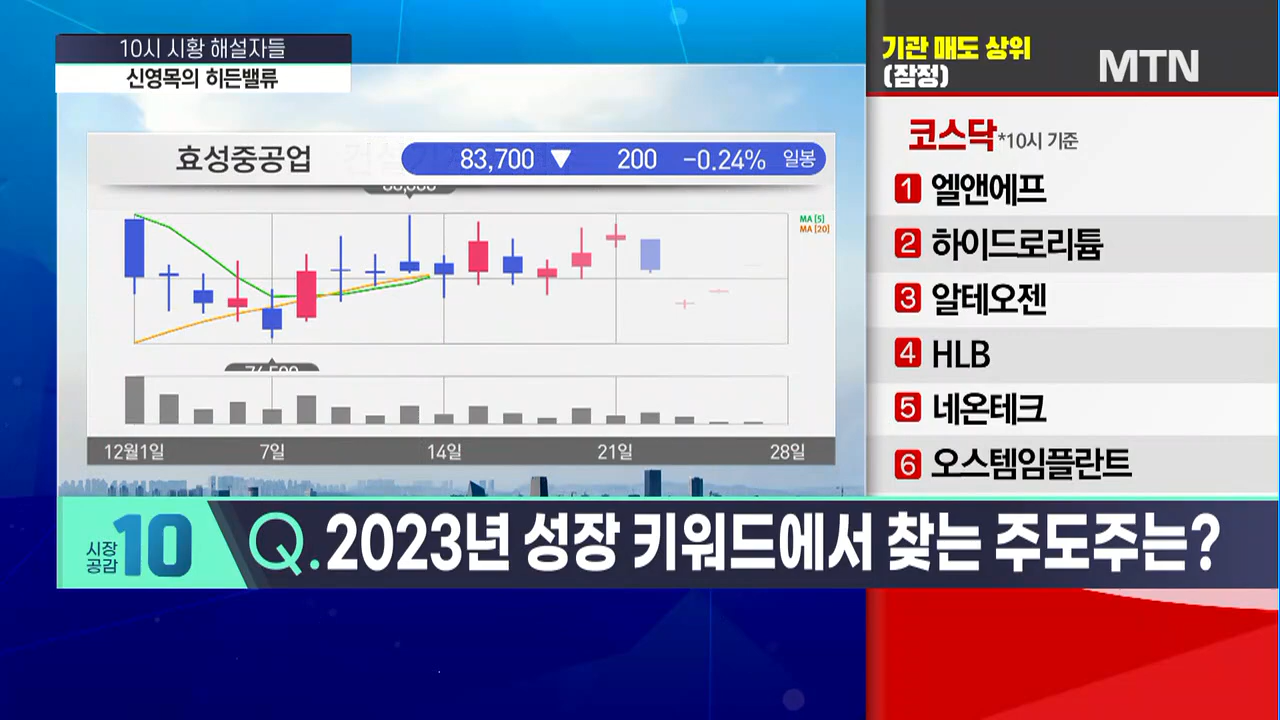 10시 시황 해설자들
신영목의 히든밸류
효성중공업
83,700 ▼ 200 -0.24% 일봉
MA [5]
MA [20]
12월1일 7일 14일 21일 28일
기관 매도 상위
(잠정)
MTN
코스닥 *10시 기준
1 엘앤에프
2 하이드로리튬
3 알테오젠
4 HLB
5 네온테크
6 오스템임플란트
시장
공감
10
Q. 2023년 성장 키워드에서 찾는 주도주는?